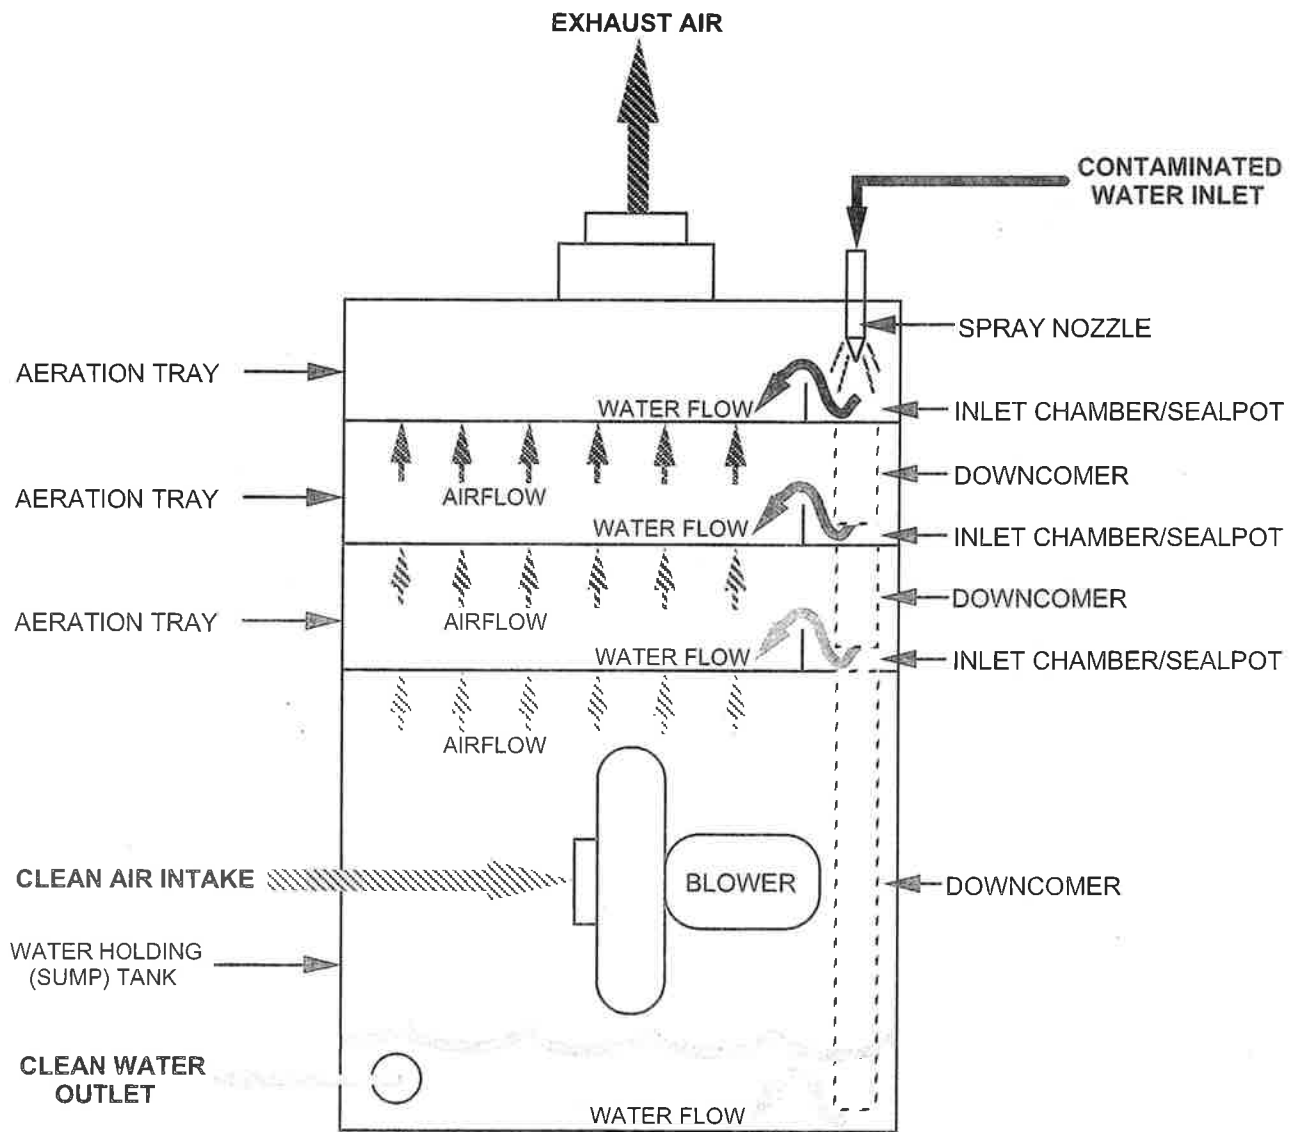 EXHAUST AIR
CONTAMINATED
WATER INLET
SPRAY NOZZLE
AERATION TRAY
WATER FLOW
INLET CHAMBER/SEALPOT
DOWNCOMER
AERATION TRAY
AIRFLOW
WATER FLOW
INLET CHAMBER/SEALPOT
DOWNCOMER
AERATION TRAY
AIRFLOW
WATER FLOW
INLET CHAMBER/SEALPOT
AIRFLOW
CLEAN AIR INTAKE
BLOWER
DOWNCOMER
WATER HOLDING
(SUMP) TANK
CLEAN WATER
OUTLET
WATER FLOW